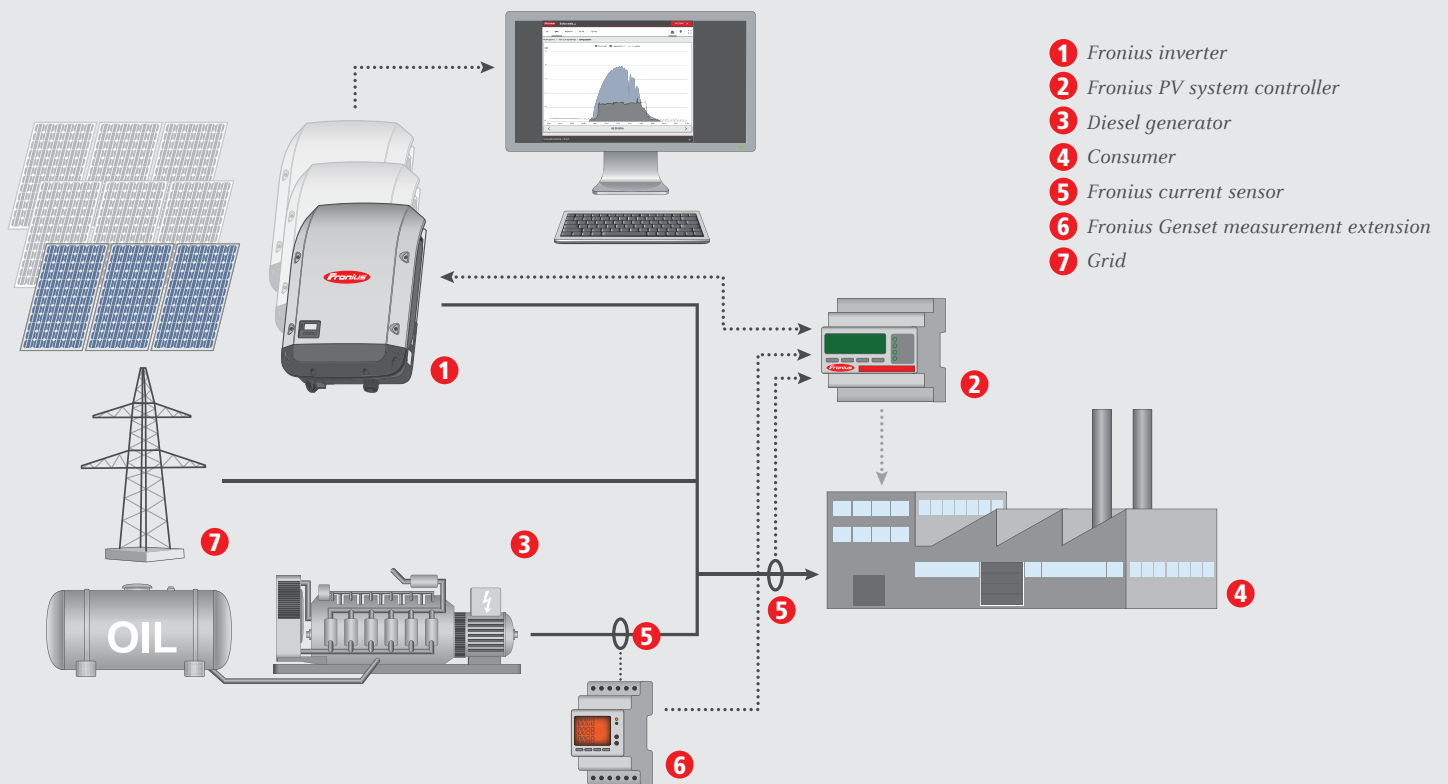 1 Fronius inverter
2 Fronius PV system controller
3 Diesel generator
4 Consumer
5 Fronius current sensor
6 Fronius Genset measurement extension
7 Grid
Fronius
1
Fronius
2
7
3
OIL
5
5
4
6